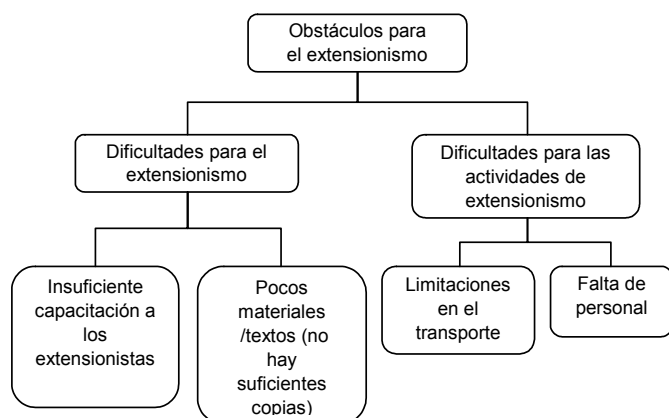 Obstáculos para
el extensionismo
Dificultades para el
extensionismo
Dificultades para las
actividades de
extensionismo
Insuficiente
capacitación a
los
extensionistas
Pocos
materiales
/textos (no
hay
suficientes
copias)
Limitaciones
en el
transporte
Falta de
personal